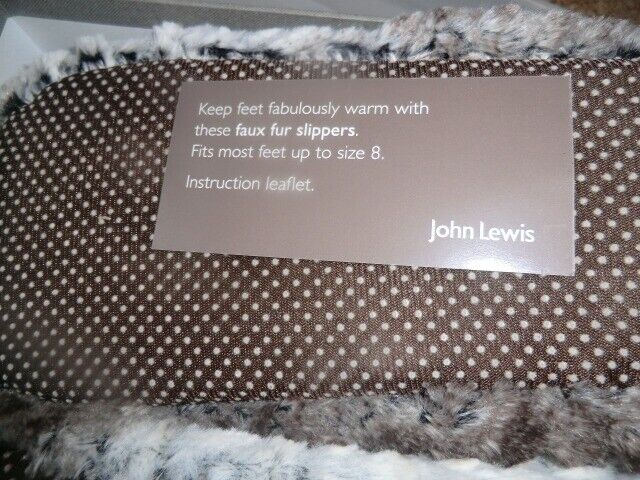 Keep feet fabulously warm with
these faux fur slippers.
Fits most feet up to size 8.
Instruction leaflet.
John Lewis